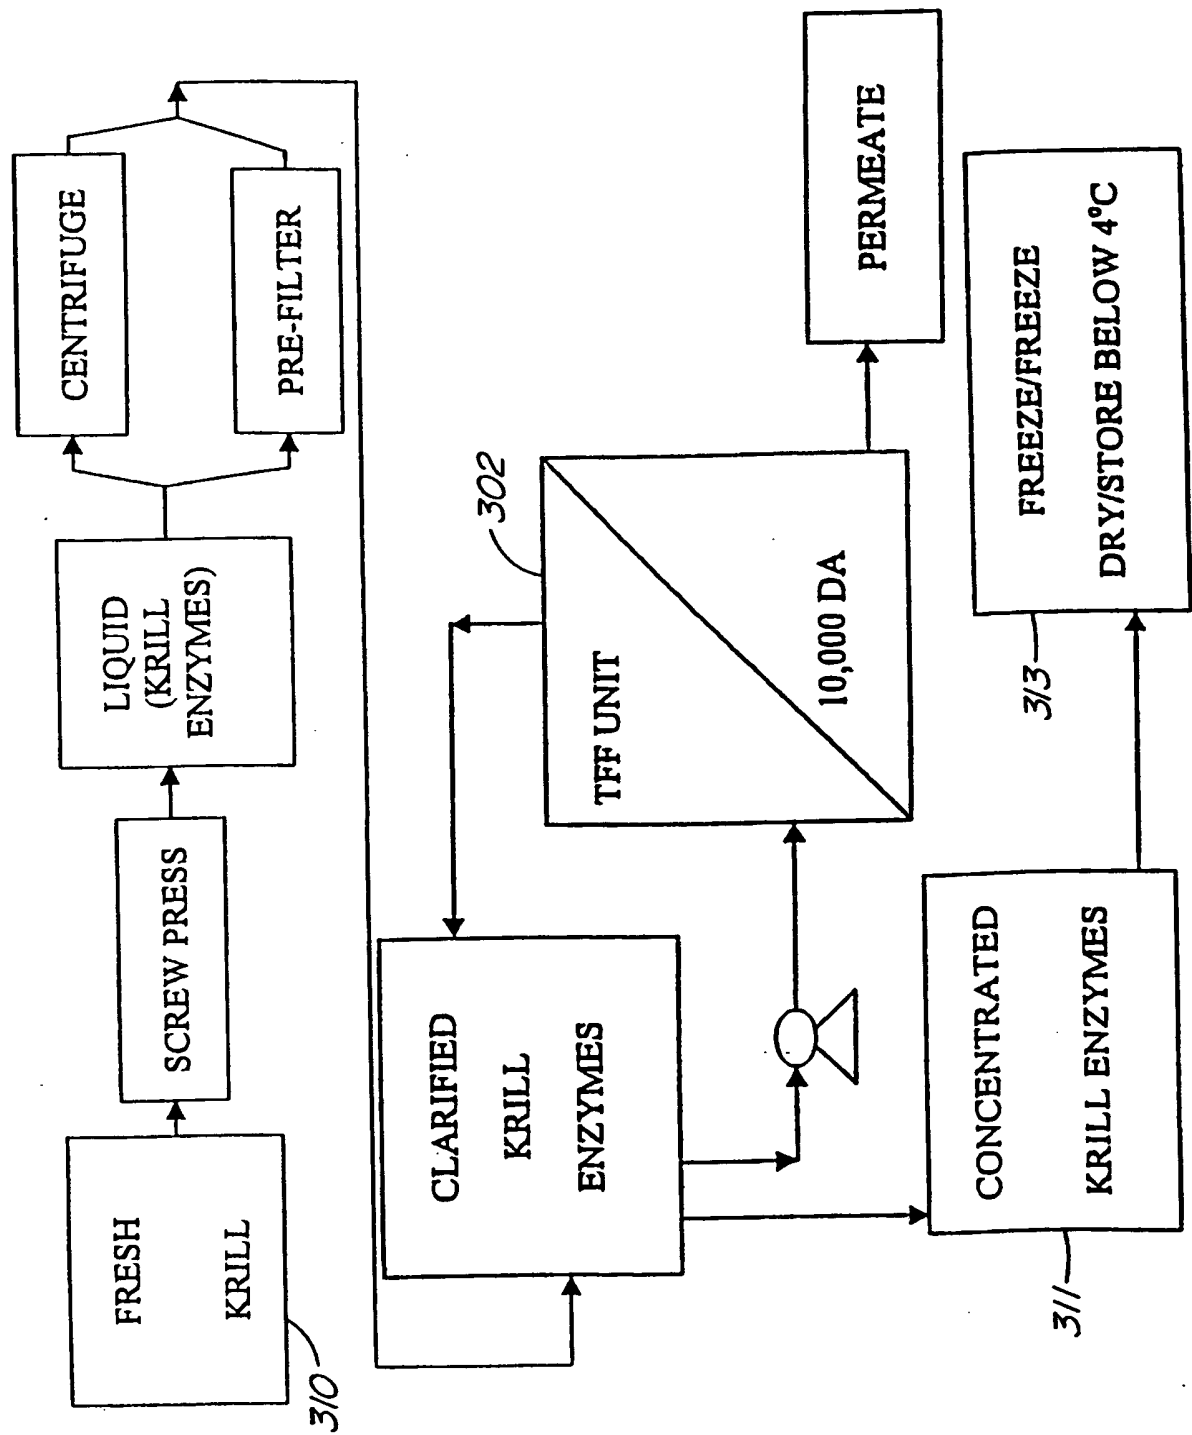 FRESH
KRILL
310
SCREW PRESS
LIQUID
(KRILL
ENZYMES)
CENTRIFUGE
PRE-FILTER
CLARIFIED
KRILL
ENZYMES
TFF UNIT
10,000 DA
302
PERMEATE
CONCENTRATED
KRILL ENZYMES
311
FREEZE/FREEZE
DRY/STORE BELOW 4°C
313